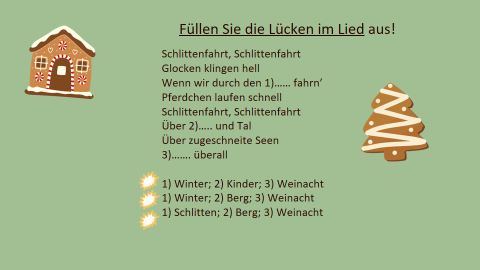 Füllen Sie die Lücken im Lied aus!
Schlittenfahrt, Schlittenfahrt
Glocken klingen hell
Wenn wir durch den 1)...... fahrn’
Pferdchen laufen schnell
Schlittenfahrt, Schlittenfahrt
Über 2)..... und Tal
Über zugeschneite Seen
3)....... überall
1) Winter; 2) Kinder; 3) Weinacht
1) Winter; 2) Berg; 3) Weinacht
1) Schlitten; 2) Berg; 3) Weinacht